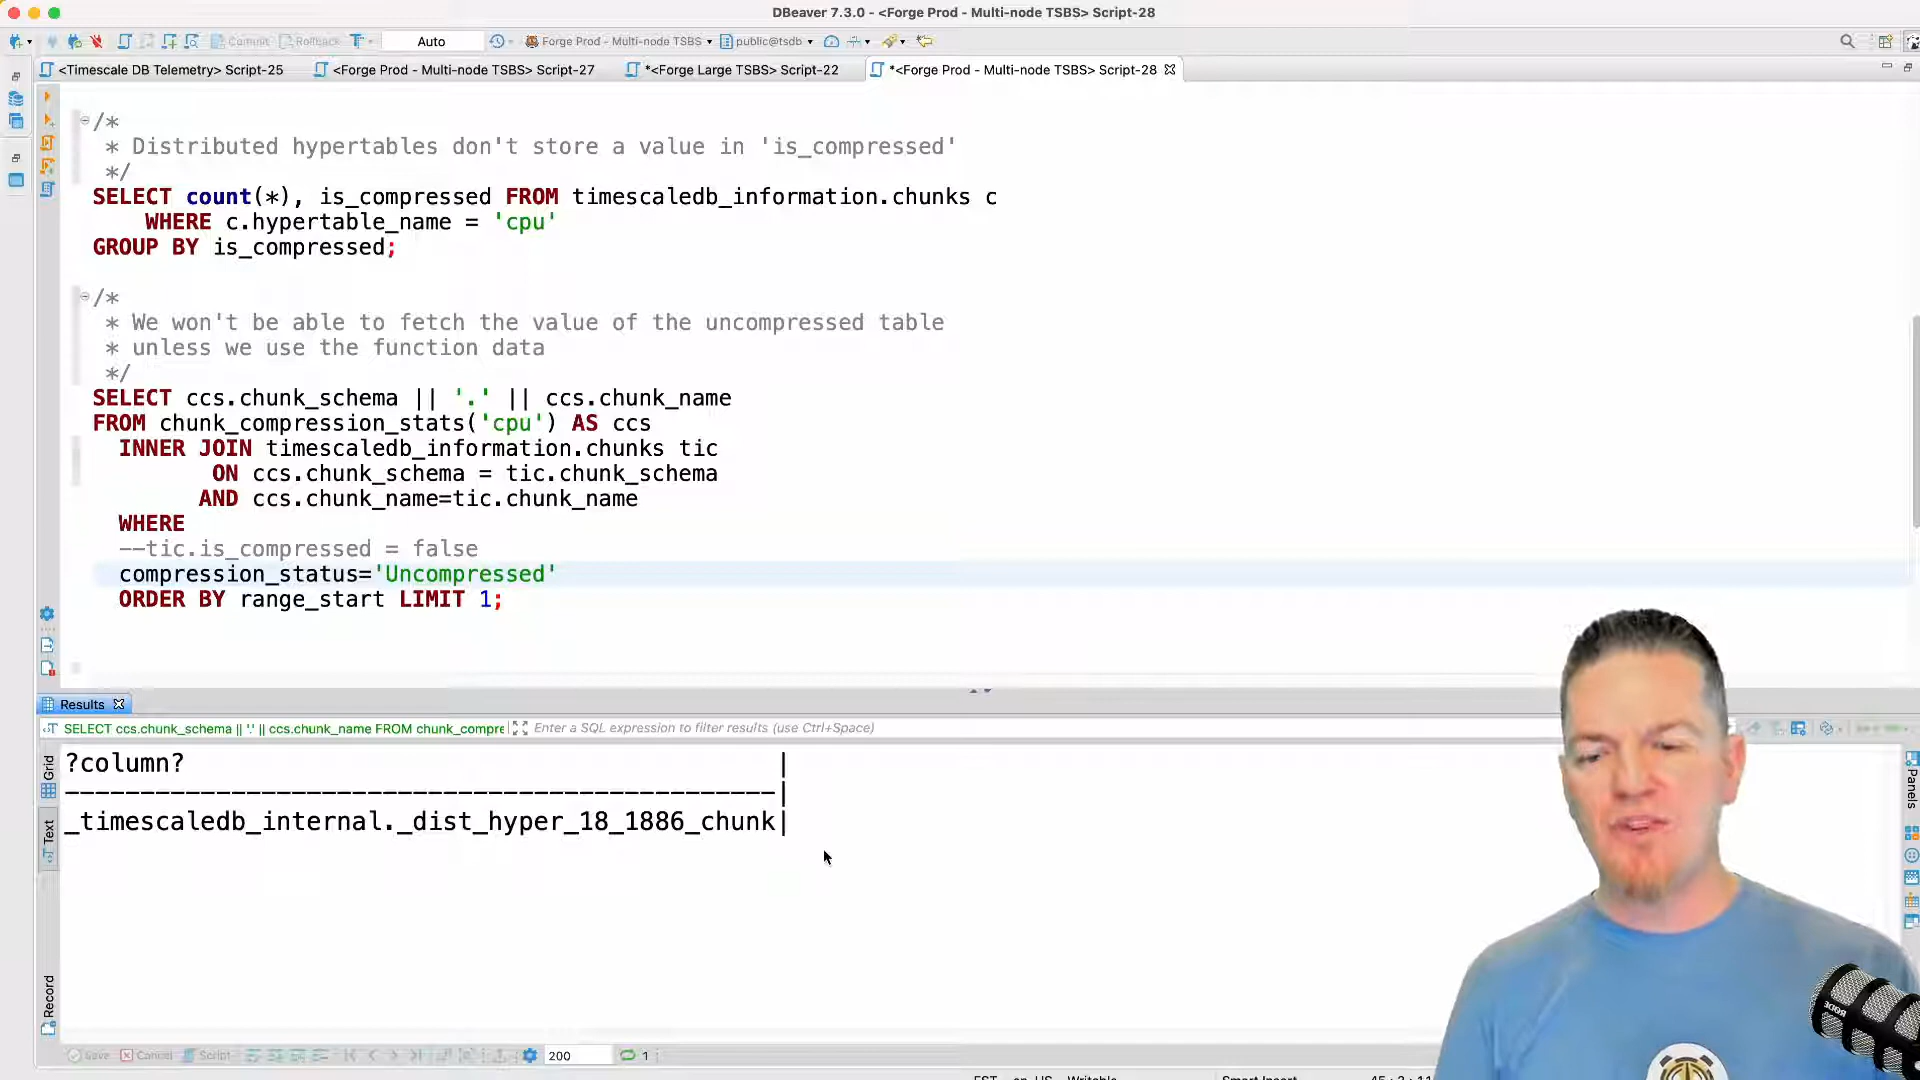 DBeaver 7.3.0 - <Forge Prod - Multi-node TSBS> Script-28
Commit Rollback Auto Forge Prod - Multi-node TSBS public@tsdb
<Timescale DB Telemetry> Script-25 <Forge Prod - Multi-node TSBS> Script-27 *<Forge Large TSBS> Script-22 *<Forge Prod - Multi-node TSBS> Script-28
/*
* Distributed hypertables don't store a value in 'is_compressed'
*/
SELECT count(*), is_compressed FROM timescaledb_information.chunks c
WHERE c.hypertable_name = 'cpu'
GROUP BY is_compressed;
/*
* We won't be able to fetch the value of the uncompressed table
* unless we use the function data
*/
SELECT ccs.chunk_schema || '.' || ccs.chunk_name
FROM chunk_compression_stats('cpu') AS ccs
INNER JOIN timescaledb_information.chunks tic
ON ccs.chunk_schema = tic.chunk_schema
AND ccs.chunk_name=tic.chunk_name
WHERE
--tic.is_compressed = false
compression_status='Uncompressed'
ORDER BY range_start LIMIT 1;
Results
SELECT ccs.chunk_schema || '.' || ccs.chunk_name FROM chunk_compre Enter a SQL expression to filter results (use Ctrl+Space)
Grid
Text
Record
Panels
?column? |
------------------------------------------------|
_timescaledb_internal._dist_hyper_18_1886_chunk|
RODE
Save Cancel Script 200 1